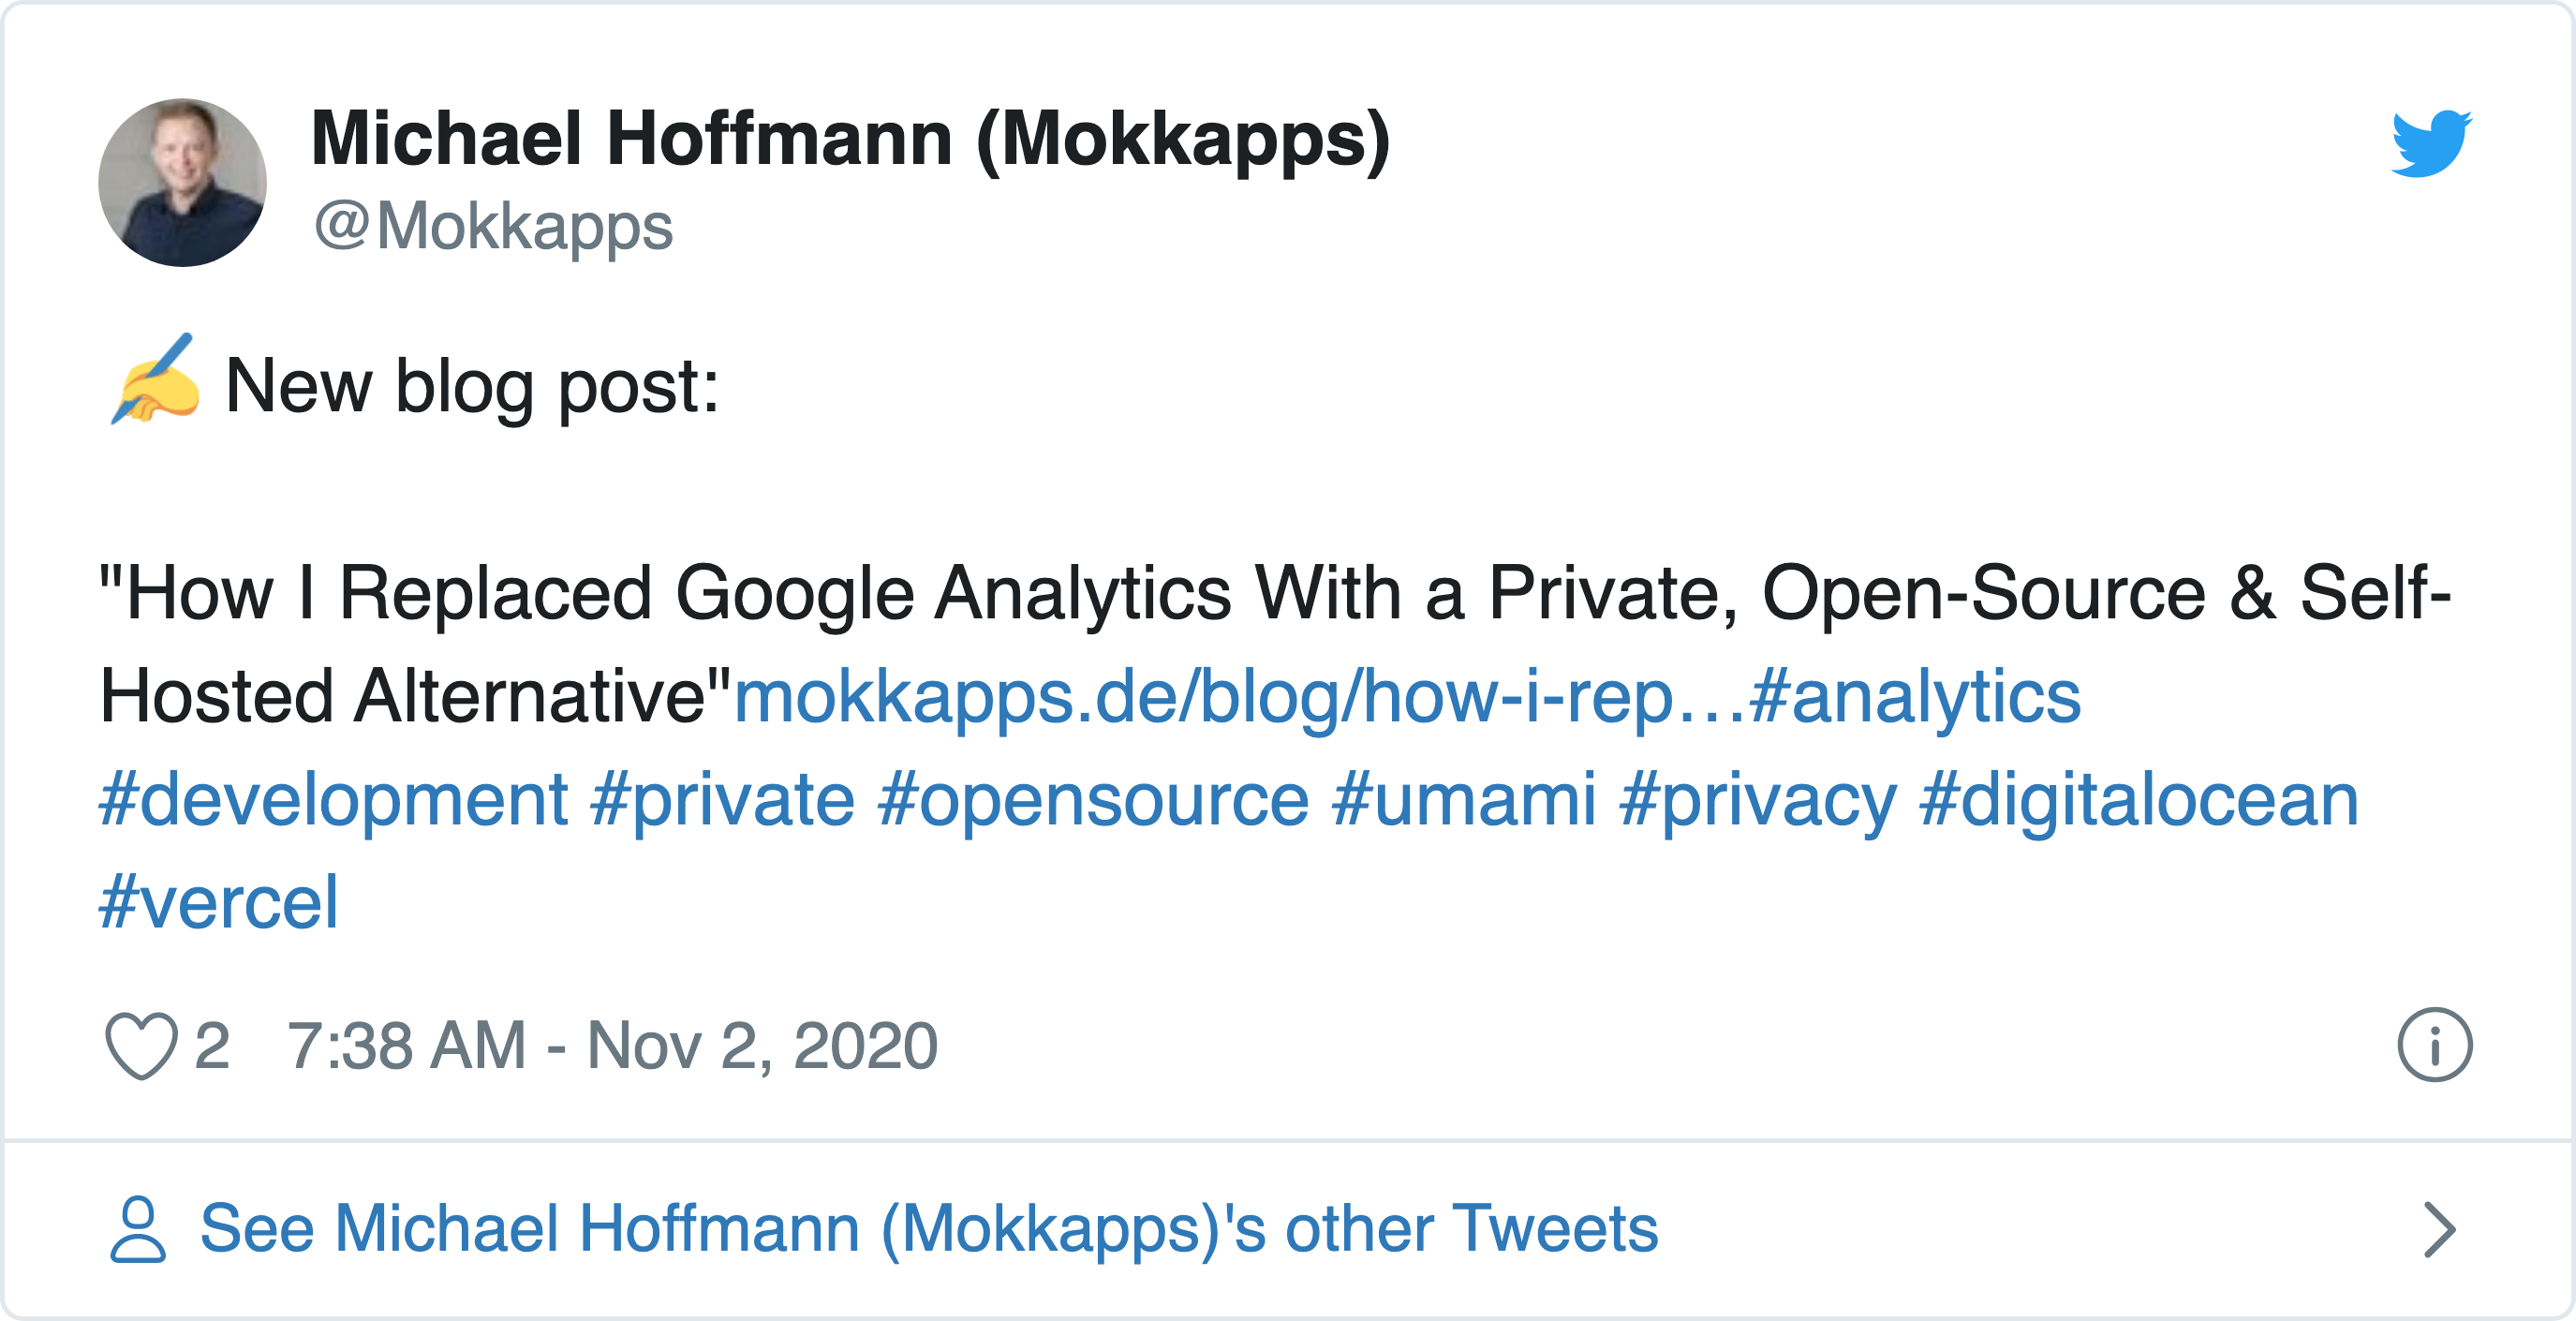 Michael Hoffmann (Mokkapps)
@Mokkapps
✍️ New blog post:
"How I Replaced Google Analytics With a Private, Open-Source & Self-
Hosted Alternative"mokkapps.de/blog/how-i-rep…#analytics
#development #private #opensource #umami #privacy #digitalocean
#vercel
2 7:38 AM - Nov 2, 2020
See Michael Hoffmann (Mokkapps)'s other Tweets